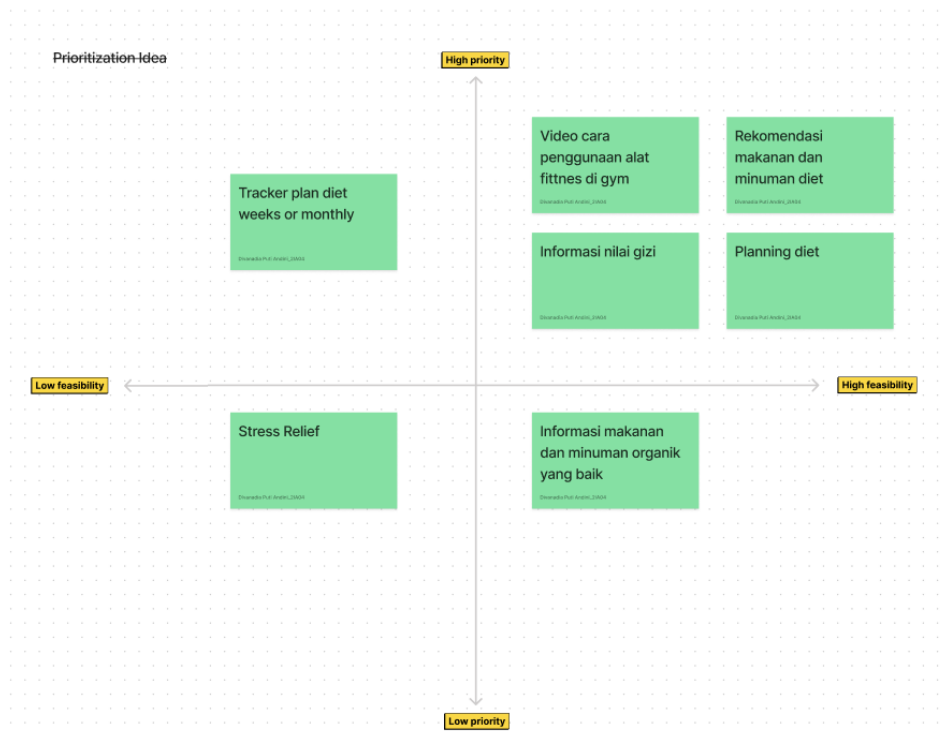 Prioritization Idea
High priority
Video cara
penggunaan alat
fittnes di gym
Rekomendasi
makanan dan
minuman diet
Tracker plan diet
weeks or monthly
Informasi nilai gizi
Planning diet
Low feasibility
High feasibility
Stress Relief
Informasi makanan
dan minuman organik
yang baik
Low priority